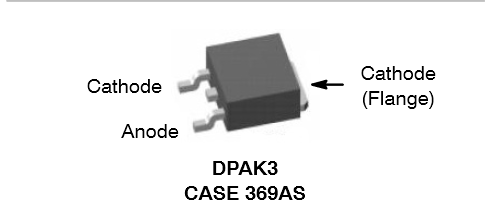 Cathode
Anode
Cathode
(Flange)
DPAK3
CASE 369AS